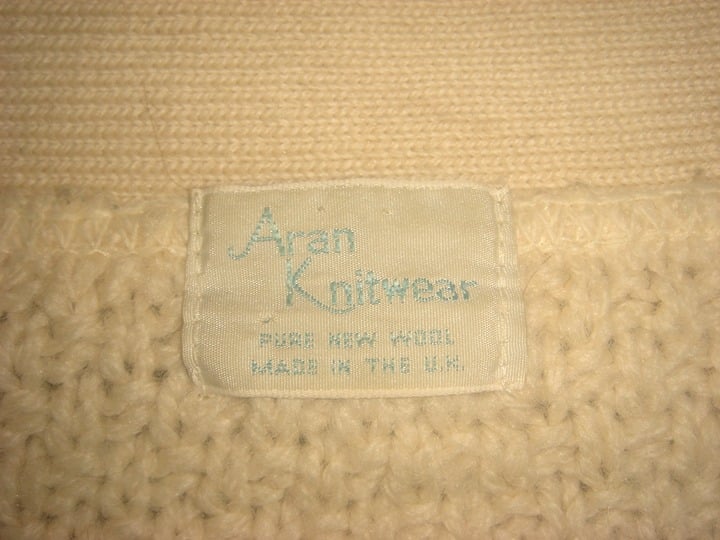 Aran
Knitwear
PURE NEW WOOL
MADE IN THE U.K.